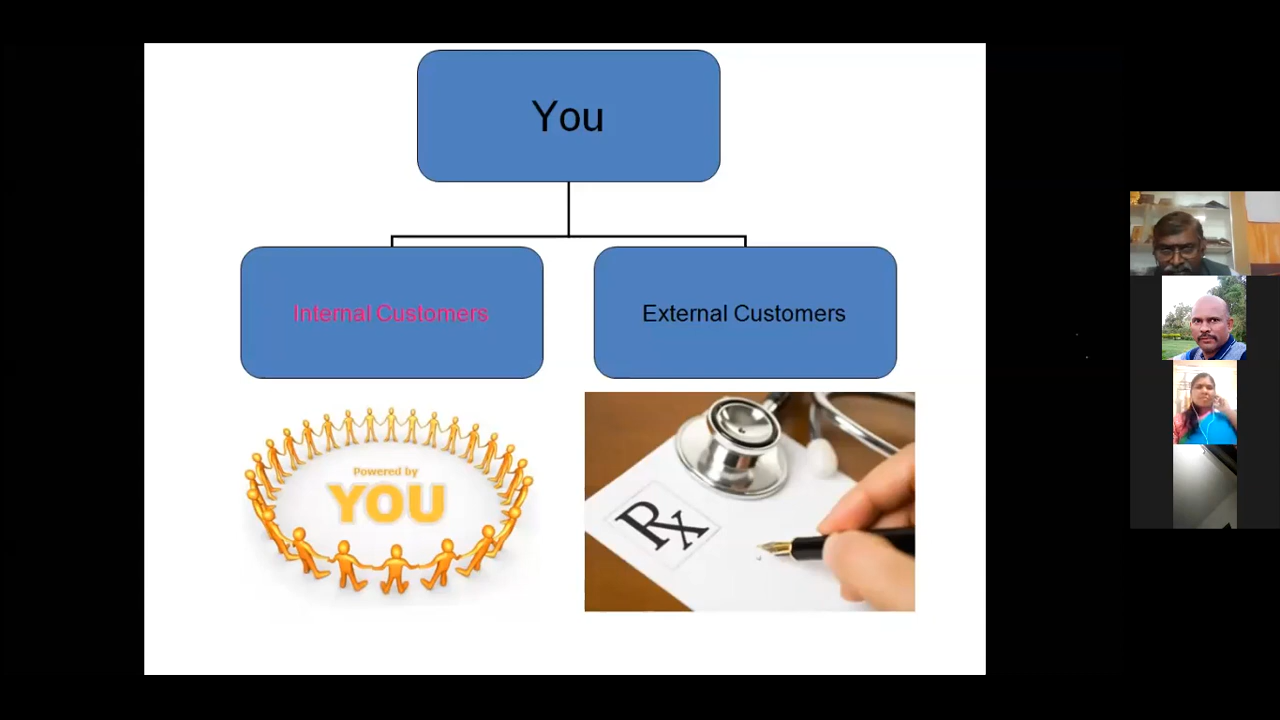 You
Internal Customers
External Customers
Powered by
YOU
Rx